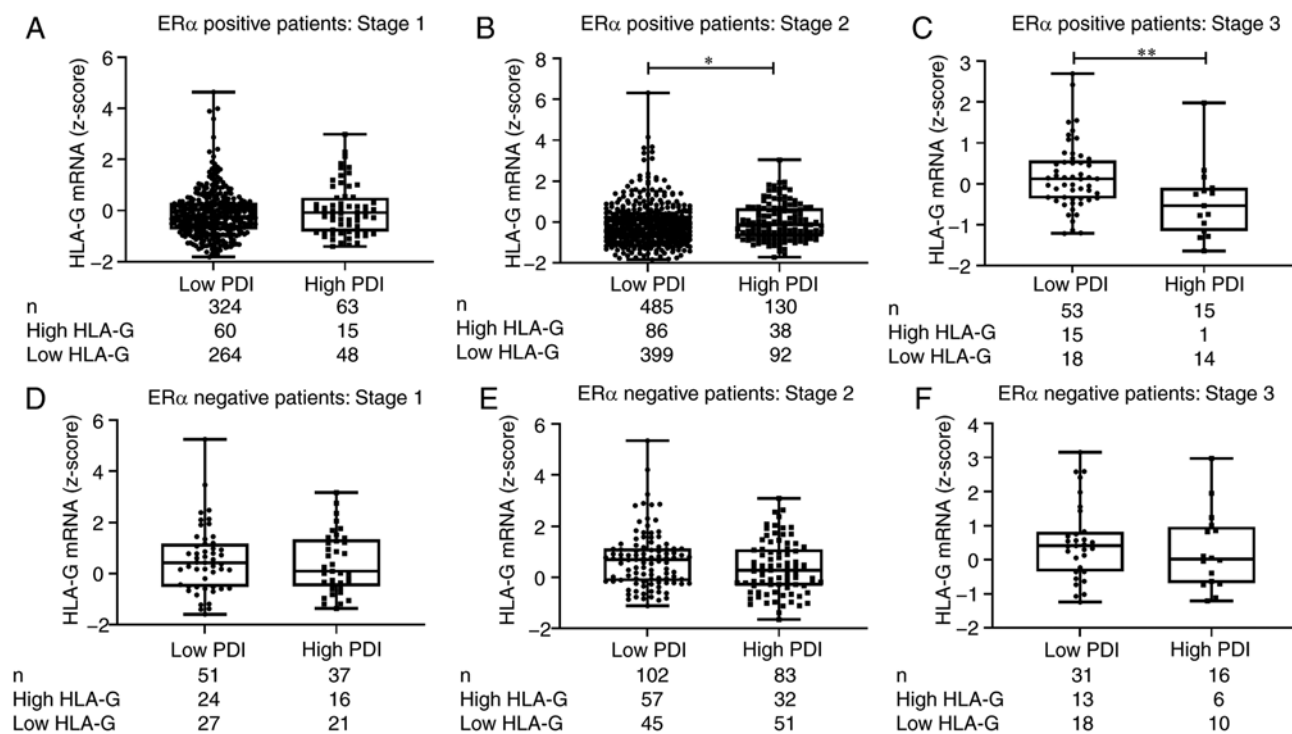 A
ERα positive patients: Stage 1
HLA-G mRNA (z-score)
6
4
2
0
−2
Low PDI High PDI
n 324 63
High HLA-G 60 15
Low HLA-G 264 48
B
ERα positive patients: Stage 2
HLA-G mRNA (z-score)
8
6
4
2
0
−2
*
Low PDI High PDI
n 485 130
High HLA-G 86 38
Low HLA-G 399 92
C
ERα positive patients: Stage 3
HLA-G mRNA (z-score)
3
2
1
0
−1
−2
**
Low PDI High PDI
n 53 15
High HLA-G 15 1
Low HLA-G 18 14
D
ERα negative patients: Stage 1
HLA-G mRNA (z-score)
6
4
2
0
−2
Low PDI High PDI
n 51 37
High HLA-G 24 16
Low HLA-G 27 21
E
ERα negative patients: Stage 2
HLA-G mRNA (z-score)
6
4
2
0
−2
Low PDI High PDI
n 102 83
High HLA-G 57 32
Low HLA-G 45 51
F
ERα negative patients: Stage 3
HLA-G mRNA (z-score)
4
3
2
1
0
−1
−2
Low PDI High PDI
n 31 16
High HLA-G 13 6
Low HLA-G 18 10